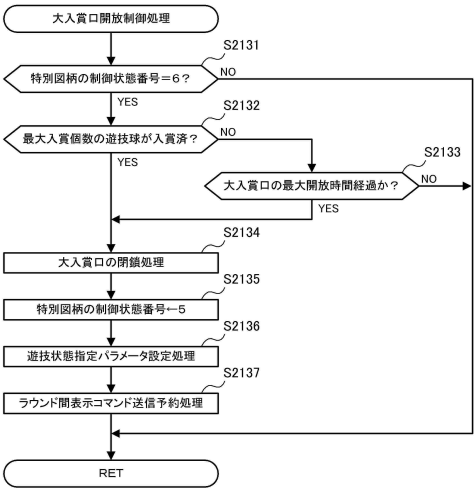 大入賞口開放制御処理
S2131
特別図柄の制御状態番号＝6？
NO
YES
S2132
最大入賞個数の遊技球が入賞済？
NO
YES
S2133
大入賞口の最大開放時間経過か？
NO
YES
S2134
大入賞口の閉鎖処理
S2135
特別図柄の制御状態番号←5
S2136
遊技状態指定パラメータ設定処理
S2137
ラウンド間表示コマンド送信予約処理
RET